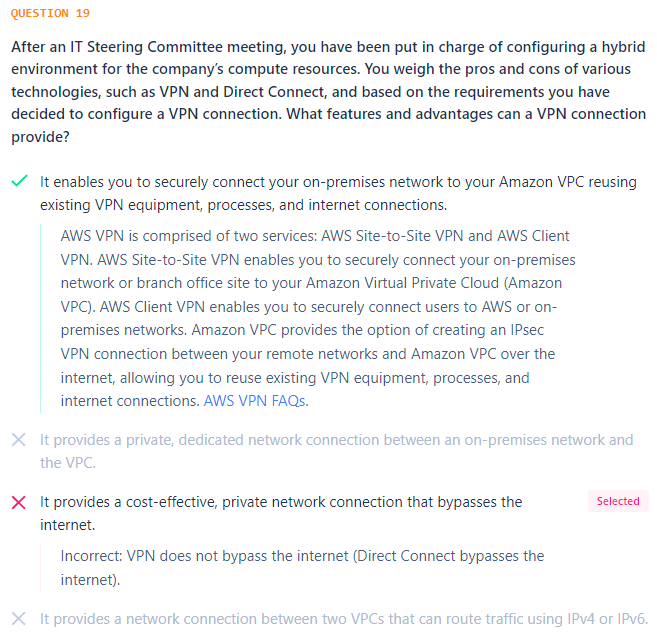 QUESTION 19
After an IT Steering Committee meeting, you have been put in charge of configuring a hybrid
environment for the company's compute resources. You weigh the pros and cons of various
technologies, such as VPN and Direct Connect, and based on the requirements you have
decided to configure a VPN connection. What features and advantages can a VPN connection
provide?
It enables you to securely connect your on-premises network to your Amazon VPC reusing
existing VPN equipment, processes, and internet connections.
AWS VPN is comprised of two services: AWS Site-to-Site VPN and AWS Client
VPN. AWS Site-to-Site VPN enables you to securely connect your on-premises
network or branch office site to your Amazon Virtual Private Cloud (Amazon
VPC). AWS Client VPN enables you to securely connect users to AWS or on-
premises networks. Amazon VPC provides the option of creating an IPsec
VPN connection between your remote networks and Amazon VPC over the
internet, allowing you to reuse existing VPN equipment, processes, and
internet connections. AWS VPN FAQs.
It provides a private, dedicated network connection between an on-premises network and
the VPC.
It provides a cost-effective, private network connection that bypasses the
internet.
Selected
Incorrect: VPN does not bypass the internet (Direct Connect bypasses the
internet).
It provides a network connection between two VPCs that can route traffic using IPv4 or IPv6.